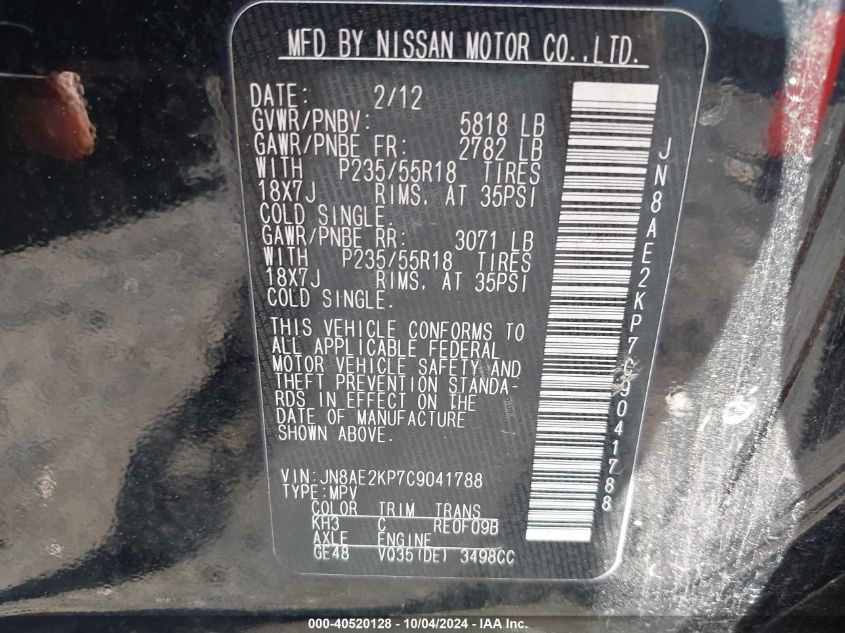 MFD BY NISSAN MOTOR CO.,LTD.
DATE: 2/12
GVWR/PNBV: 5818 LB
GAWR/PNBE FR: 2782 LB
WITH P235/55R18 TIRES
18X7J RIMS, AT 35PSI
COLD SINGLE.
GAWR/PNBE RR: 3071 LB
WITH P235/55R18 TIRES
18X7J RIMS, AT 35PSI
COLD SINGLE.
THIS VEHICLE CONFORMS TO
ALL APPLICABLE FEDERAL
MOTOR VEHICLE SAFETY AND
THEFT PREVENTION STANDA-
RDS IN EFFECT ON THE
DATE OF MANUFACTURE
SHOWN ABOVE.
VIN: JN8AE2KP7C9041788
TYPE: MPV
COLOR TRIM TRANS
KH3 C RE0F09B
AXLE ENGINE
GE48 VQ35(DE) 3498CC
JN8AE2KP7C9041788
000-40520128 - 10/04/2024 - IAA Inc.